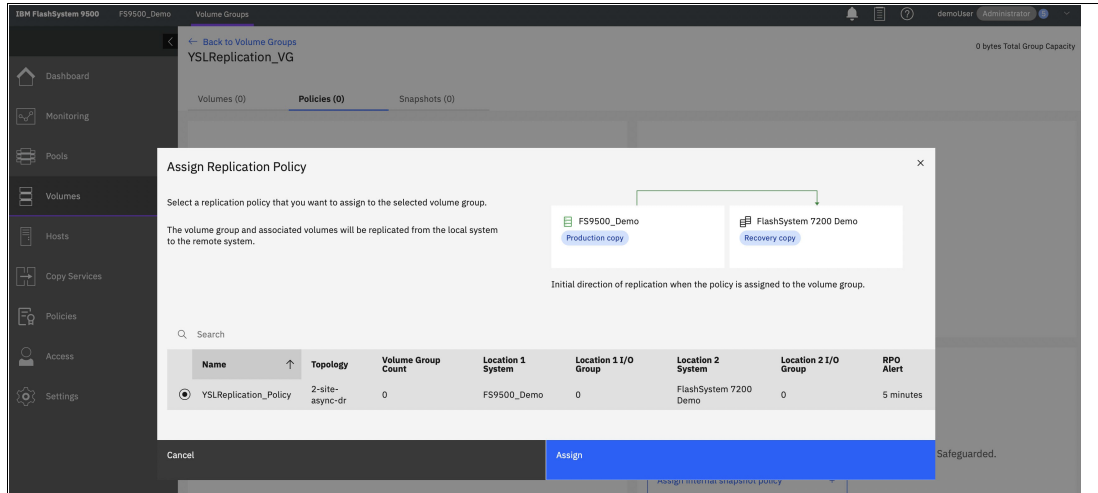 IBM FlashSystem 9500 FS9500_Demo Volume Groups
demoUser Administrator S
← Back to Volume Groups
YSLReplication_VG
0 bytes Total Group Capacity
Dashboard
Monitoring
Pools
Volumes
Hosts
Copy Services
Policies
Access
Settings
Volumes (0) Policies (0) Snapshots (0)
Assign Replication Policy
Select a replication policy that you want to assign to the selected volume group.
The volume group and associated volumes will be replicated from the local system
to the remote system.
FS9500_Demo
Production copy
FlashSystem 7200 Demo
Recovery copy
Initial direction of replication when the policy is assigned to the volume group.
Search
Name ↑ Topology Volume Group Count Location 1 System Location 1 I/O Group Location 2 System Location 2 I/O Group RPO Alert
YSLReplication_Policy 2-site-async-dr 0 FS9500_Demo 0 FlashSystem 7200 Demo 0 5 minutes
Cancel
Assign
Safeguarded.
Assign internal snapshot policy